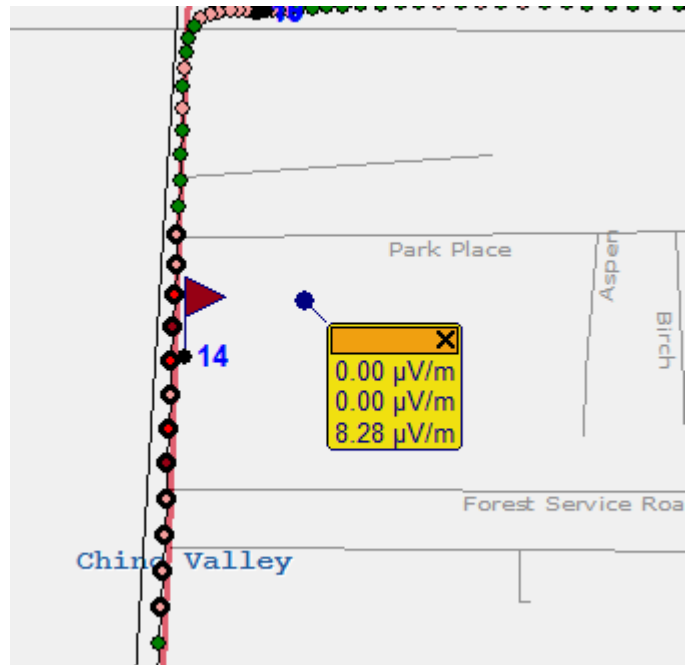 Park Place
Aspen
Birch
14
0.00 µV/m
0.00 µV/m
8.28 µV/m
Forest Service Roa
Chino Valley